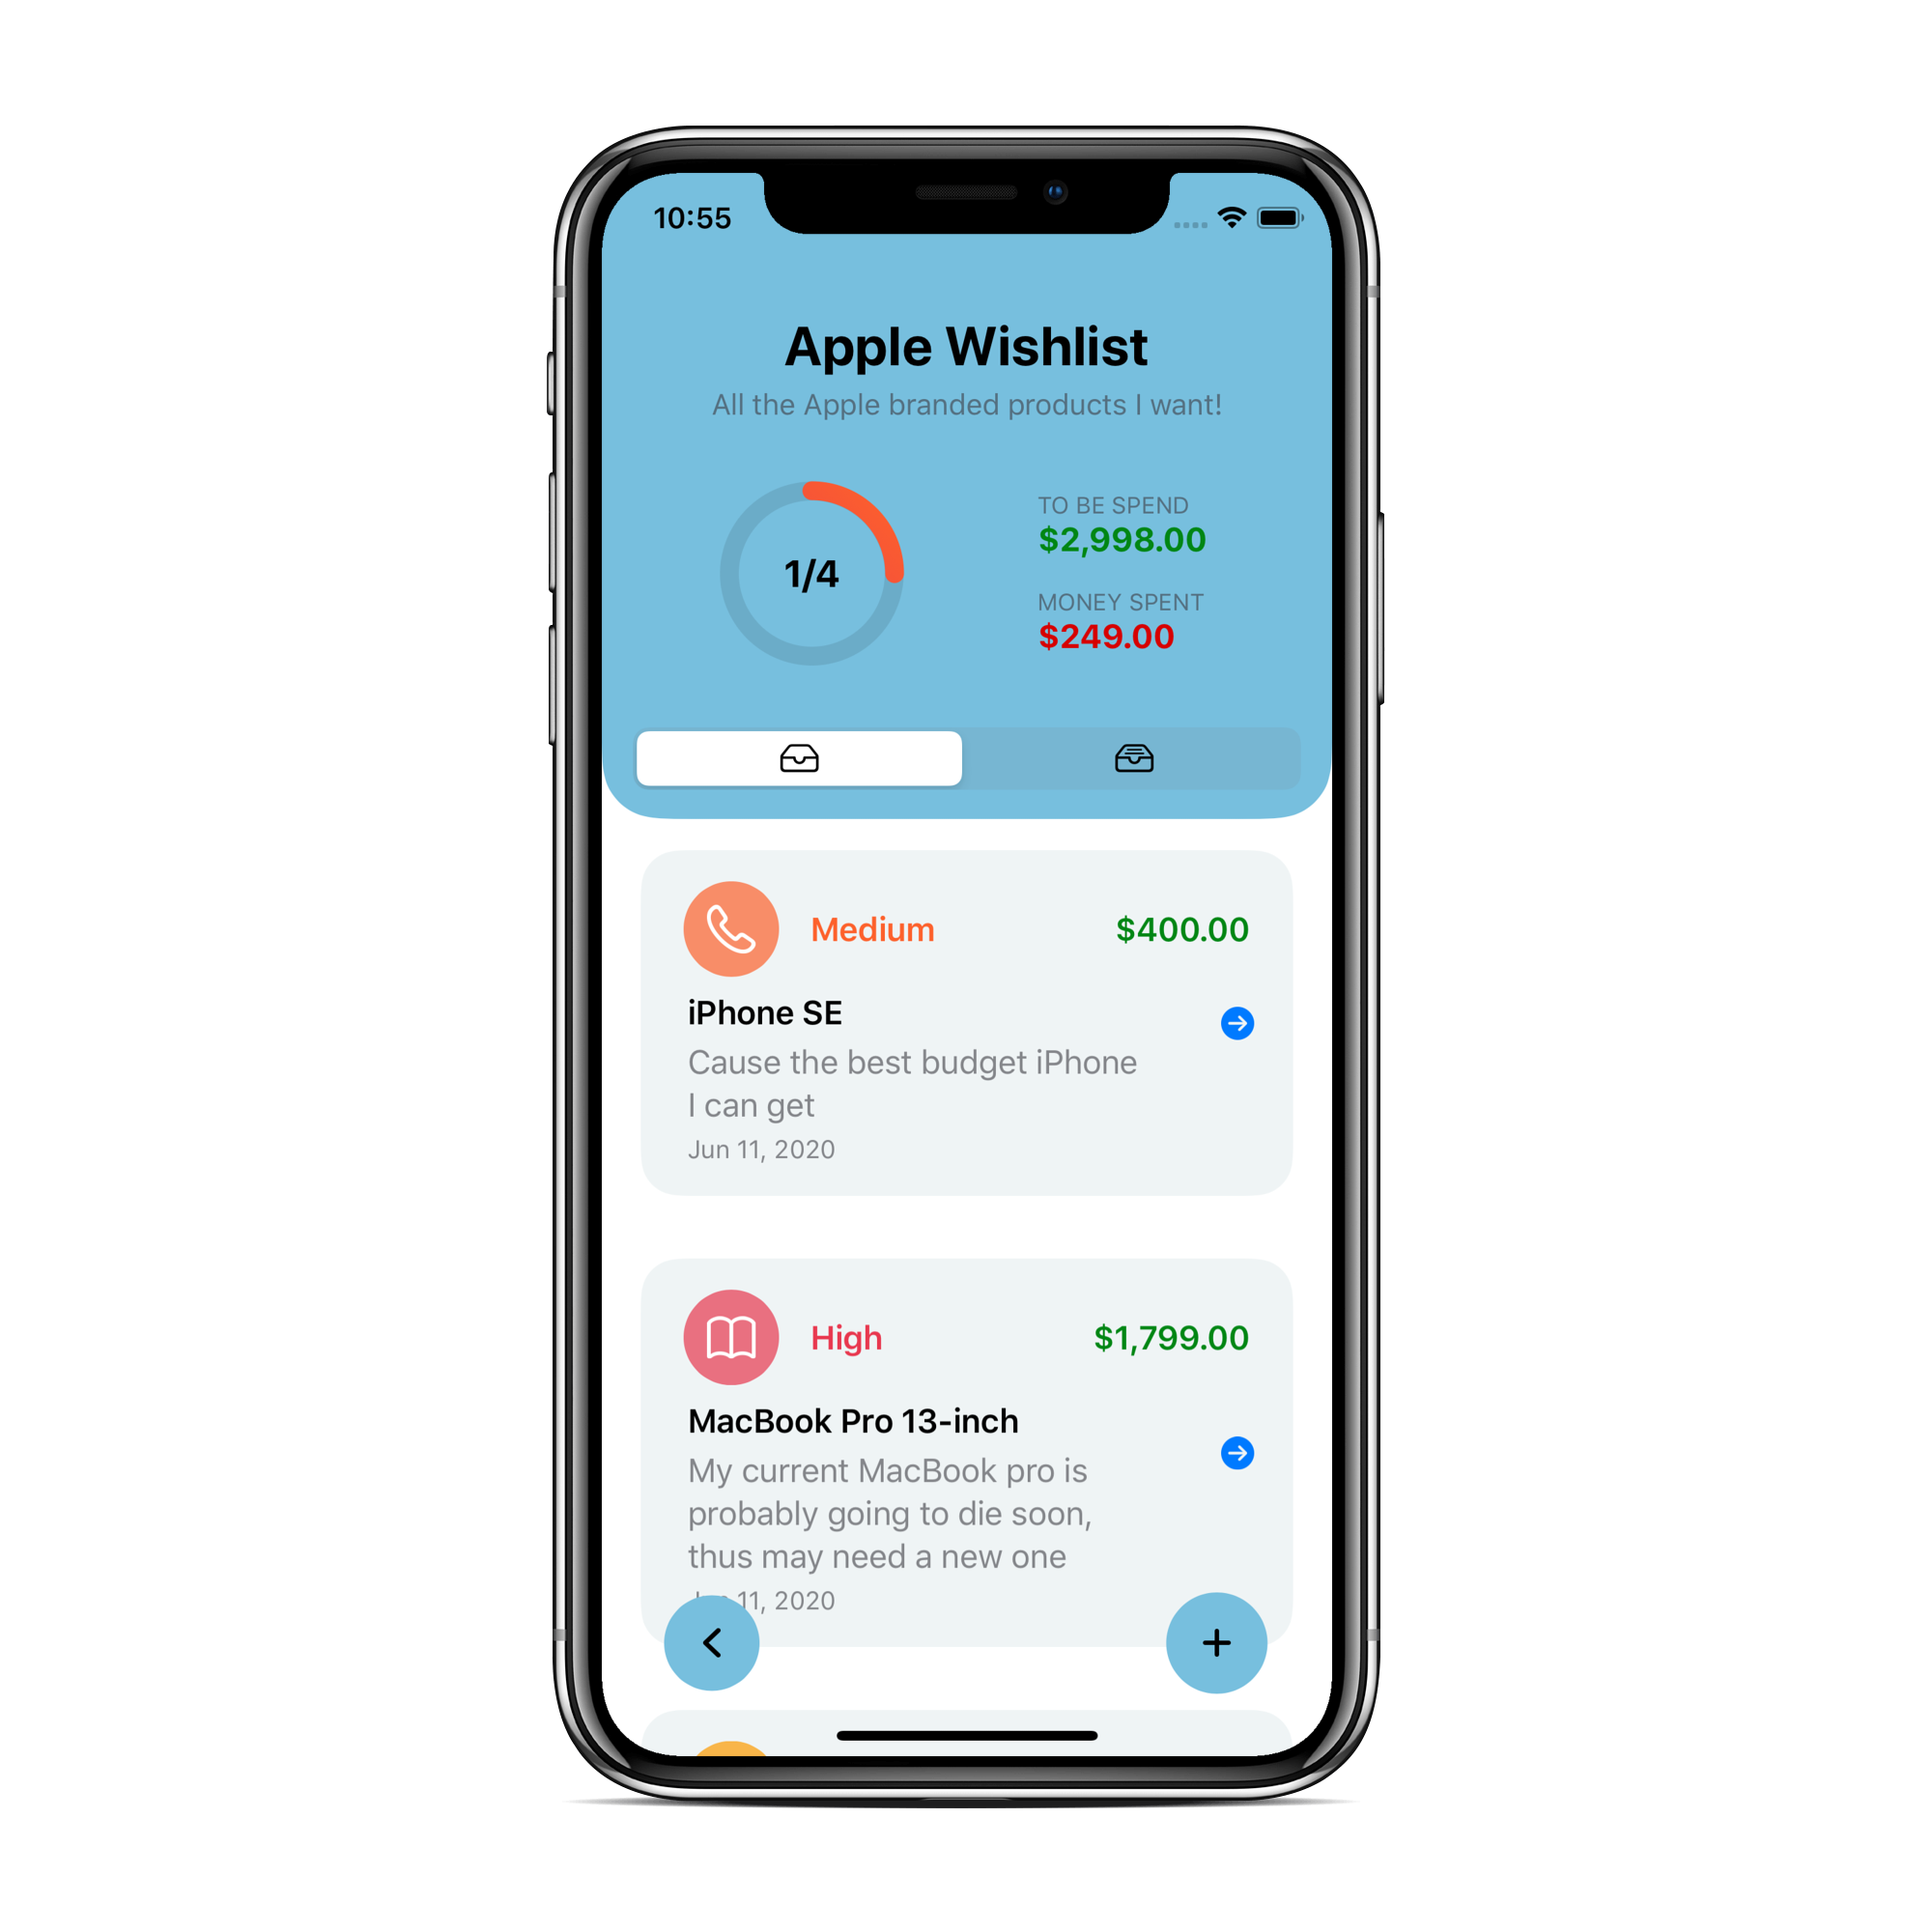 10:55
Apple Wishlist
All the Apple branded products I want!
1/4
TO BE SPEND
$2,998.00
MONEY SPENT
$249.00
Medium
$400.00
iPhone SE
Cause the best budget iPhone
I can get
Jun 11, 2020
High
$1,799.00
MacBook Pro 13-inch
My current MacBook pro is
probably going to die soon,
thus may need a new one
11, 2020